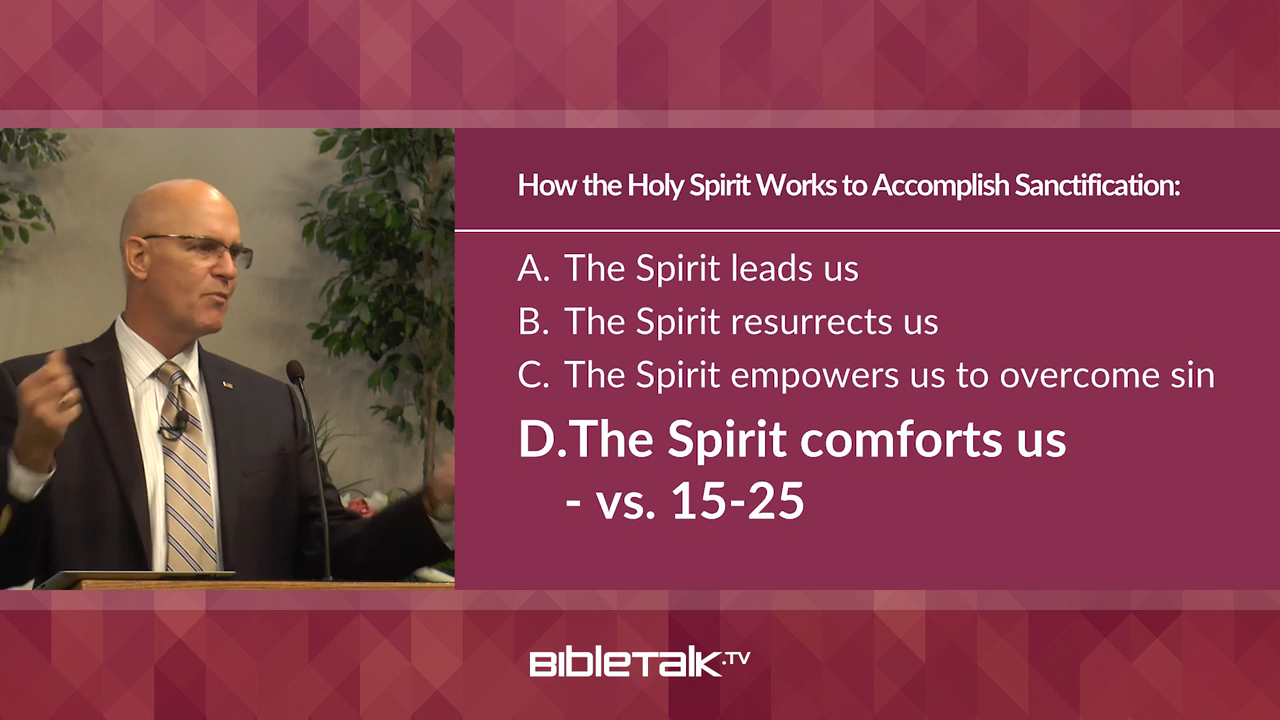 How the Holy Spirit Works to Accomplish Sanctification:
A. The Spirit leads us
B. The Spirit resurrects us
C. The Spirit empowers us to overcome sin
D.The Spirit comforts us
- vs. 15-25
BIBLETALK.TV